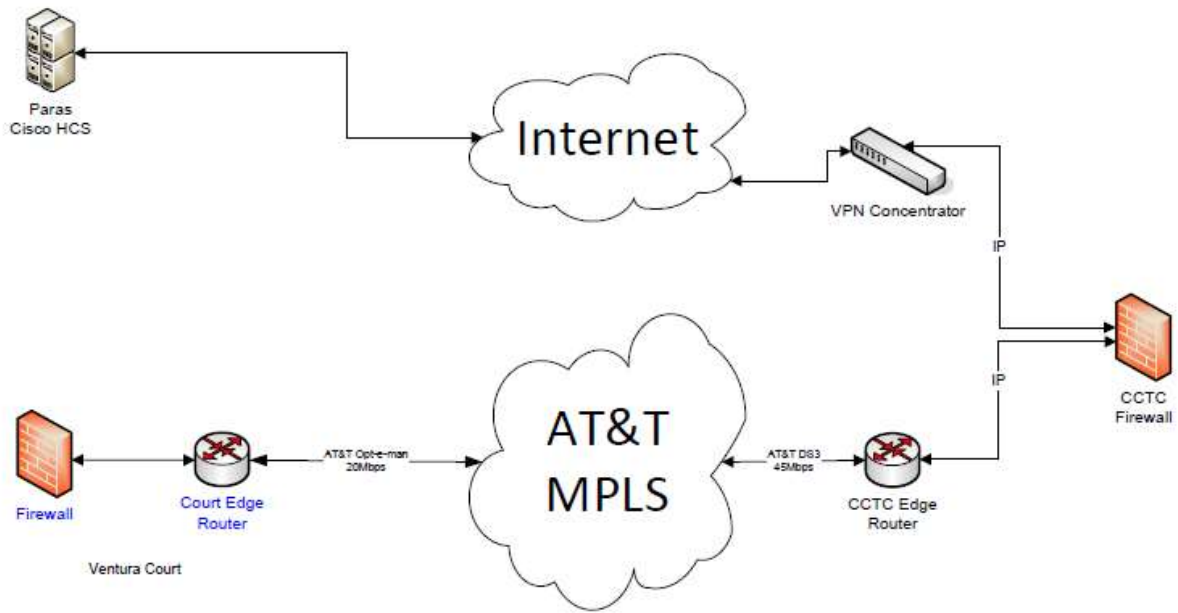 Paras
Cisco HCS
Internet
VPN Concentrator
IP
IP
CCTC
Firewall
AT&T
MPLS
AT&T Opt-e-man
20Mbps
AT&T DS3
45Mbps
Firewall
Court Edge
Router
CCTC Edge
Router
Ventura Court